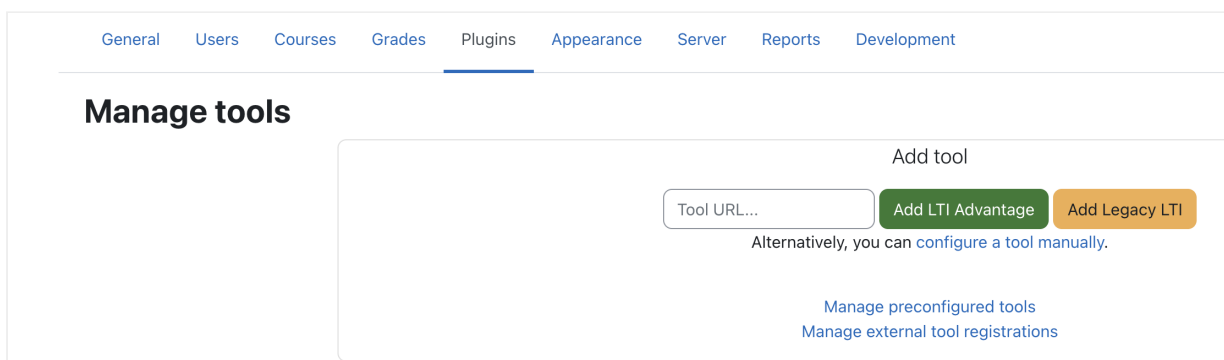 General Users Courses Grades Plugins Appearance Server Reports Development
Manage tools
Add tool
Tool URL... Add LTI Advantage Add Legacy LTI
Alternatively, you can configure a tool manually.
Manage preconfigured tools
Manage external tool registrations